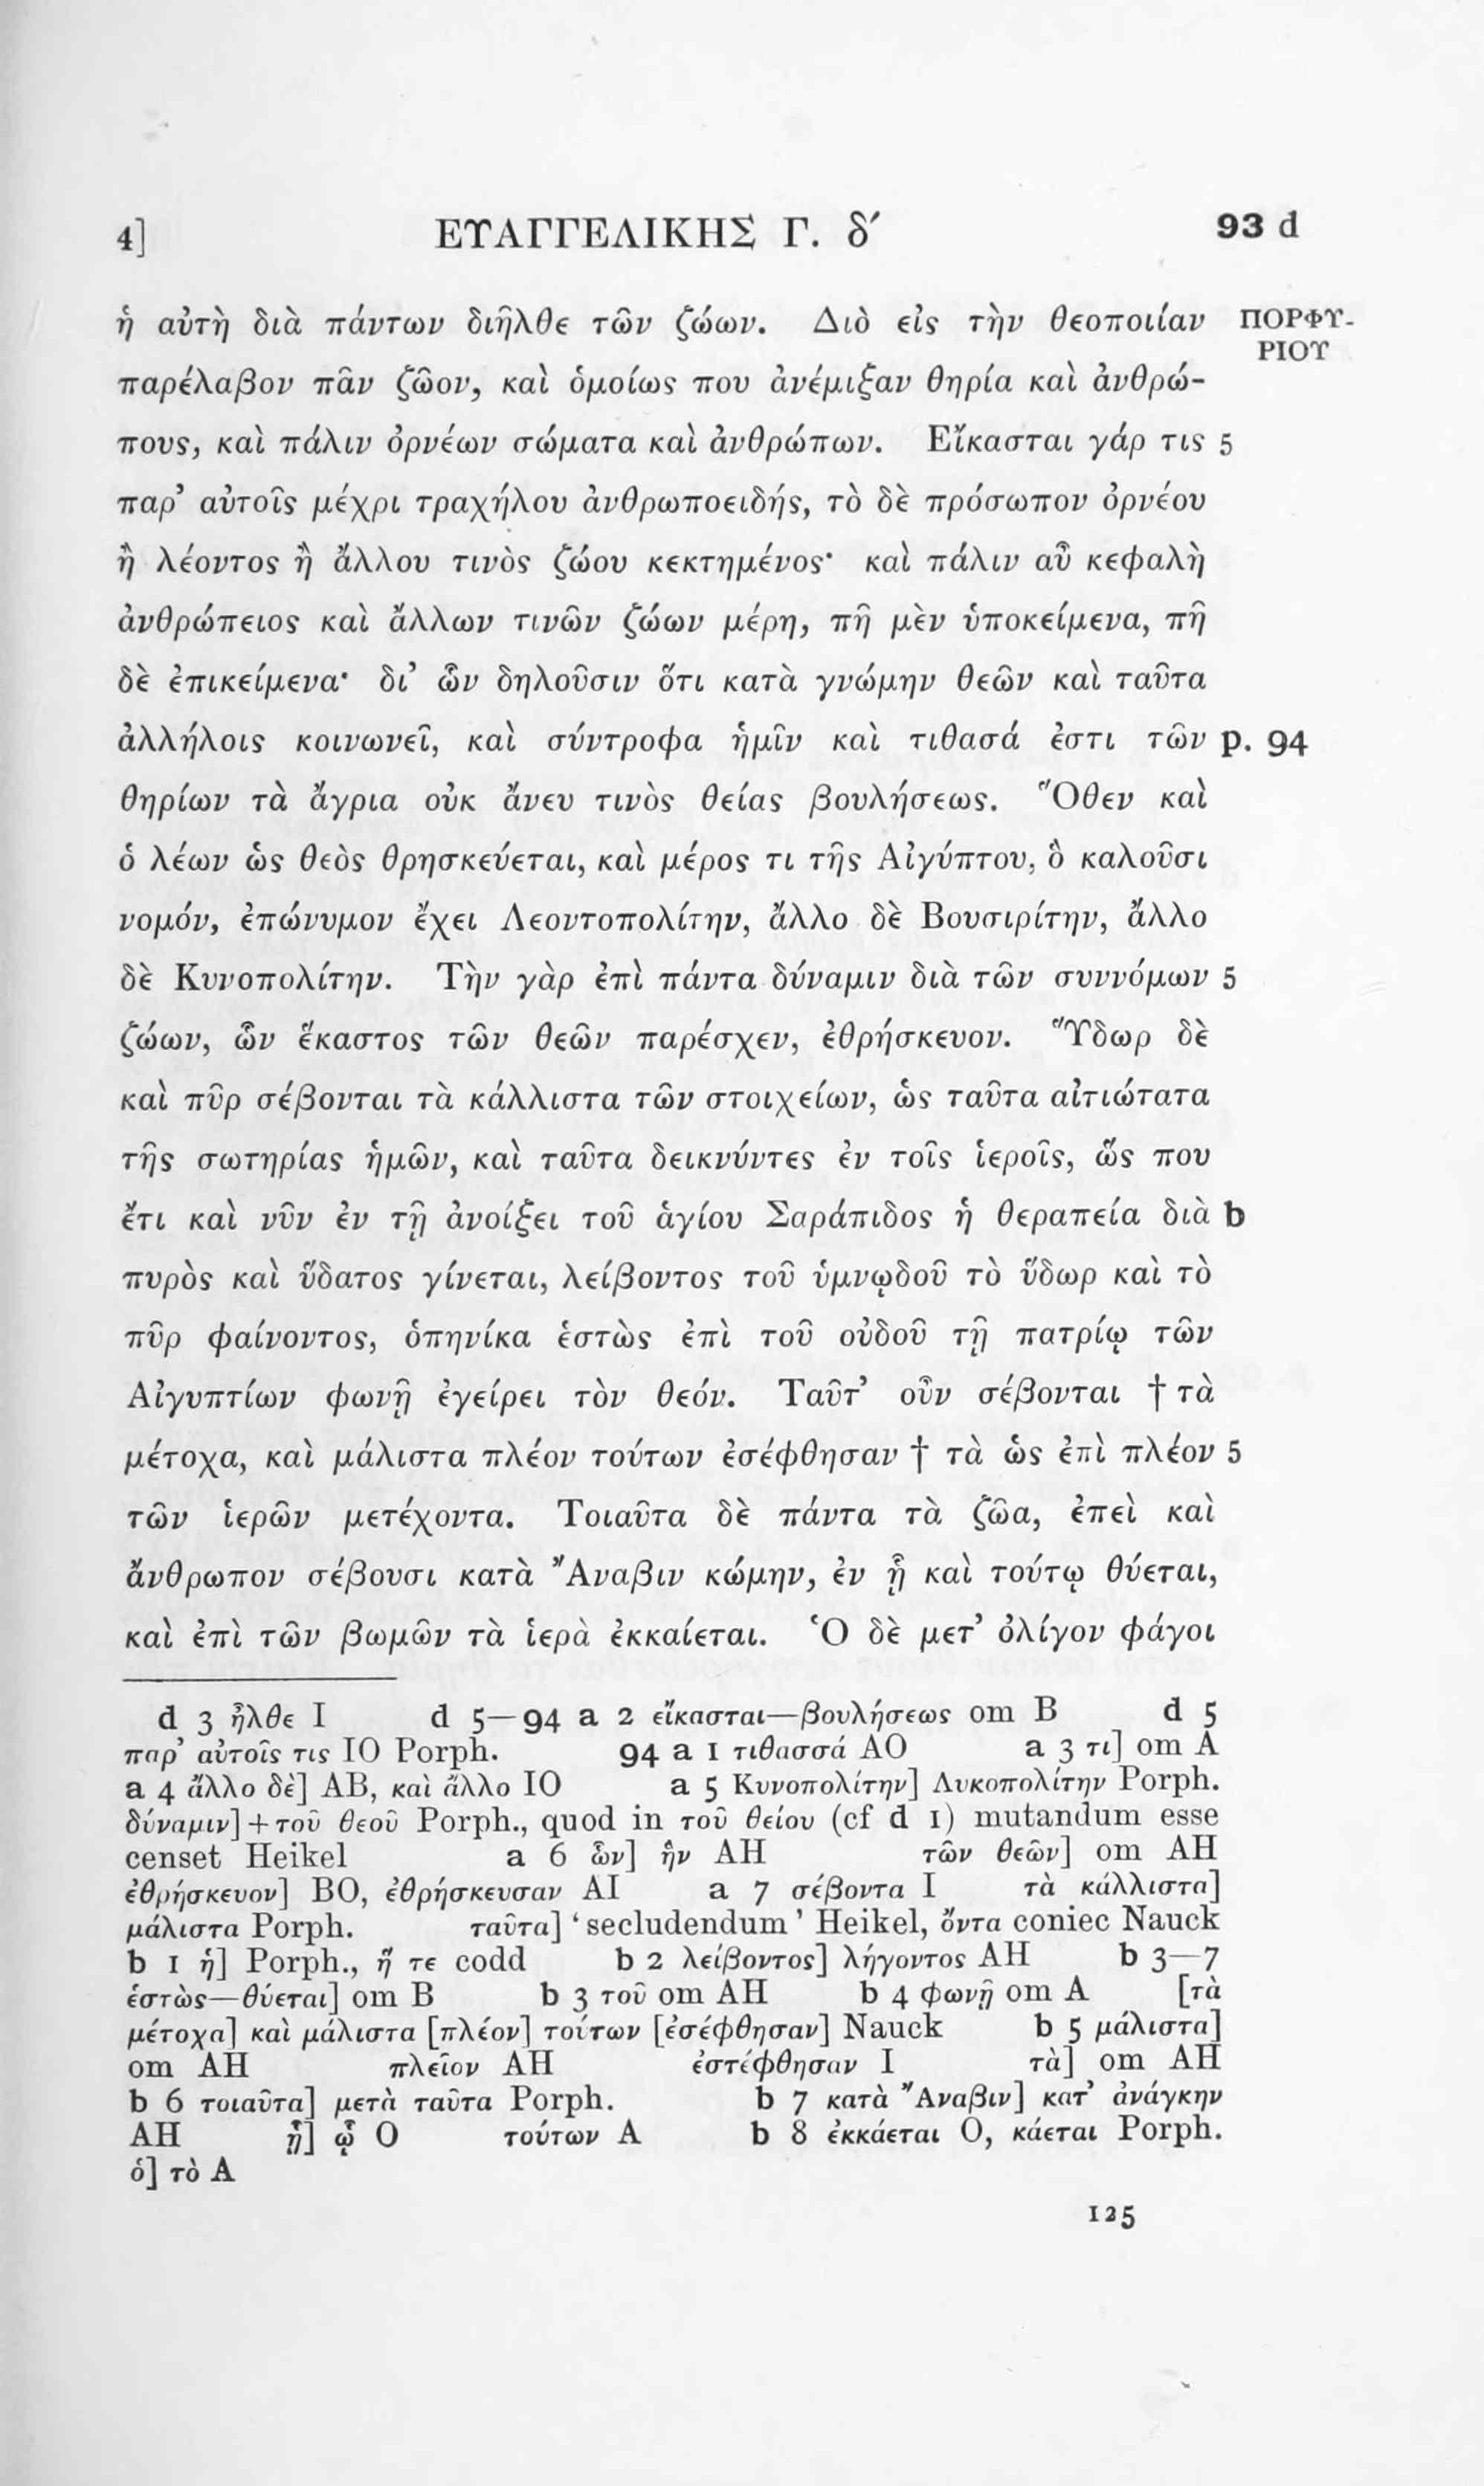 4] ΕΥΑΓΓΕΛΙΚΗΣ Γ. δ′ 93 d
ἡ αὐτὴ διὰ πάντων διῆλθε τῶν ζώων. Διὸ εἰς τὴν θεοποιίαν ΠΟΡΦΥ-
ΡΙΟΥ
παρέλαβον πᾶν ζῶον, καὶ ὁμοίως που ἀνέμιξαν θηρία καὶ ἀνθρώ-
πους, καὶ πάλιν ὀρνέων σώματα καὶ ἀνθρώπων. Εἴκασται γάρ τις 5
παρ’ αὐτοῖς μέχρι τραχήλου ἀνθρωποειδής, τὸ δὲ πρόσωπον ὀρνέου
ἢ λέοντος ἢ ἄλλου τινὸς ζώου κεκτημένος· καὶ πάλιν αὖ κεφαλὴ
ἀνθρώπειος καὶ ἄλλων τινῶν ζώων μέρη, πῆ μὲν ὑποκείμενα, πῆ
δὲ ἐπικείμενα· δι’ ὧν δηλοῦσιν ὅτι κατὰ γνώμην θεῶν καὶ ταῦτα
ἀλλήλοις κοινωνεῖ, καὶ σύντροφα ἡμῖν καὶ τιθασά ἐστι τῶν p. 94
θηρίων τὰ ἄγρια οὐκ ἄνευ τινὸς θείας βουλήσεως. Ὅθεν καὶ
ὁ λέων ὡς θεὸς θρησκεύεται, καὶ μέρος τι τῆς Αἰγύπτου, ὃ καλοῦσι
νομόν, ἐπώνυμον ἔχει Λεοντοπολίτην, ἄλλο δὲ Βουσιρίτην, ἄλλο
δὲ Κυνοπολίτην. Τὴν γὰρ ἐπὶ πάντα δύναμιν διὰ τῶν συννόμων 5
ζώων, ὧν ἕκαστος τῶν θεῶν παρέσχεν, ἐθρήσκευον. Ὕδωρ δὲ
καὶ πῦρ σέβονται τὰ κάλλιστα τῶν στοιχείων, ὡς ταῦτα αἰτιώτατα
τῆς σωτηρίας ἡμῶν, καὶ ταῦτα δεικνύντες ἐν τοῖς ἱεροῖς, ὥς που
ἔτι καὶ νῦν ἐν τῇ ἀνοίξει τοῦ ἁγίου Σαράπιδος ἡ θεραπεία διὰ b
πυρὸς καὶ ὕδατος γίνεται, λείβοντος τοῦ ὑμνῳδοῦ τὸ ὕδωρ καὶ τὸ
πῦρ φαίνοντος, ὁπηνίκα ἑστὼς ἐπὶ τοῦ οὐδοῦ τῇ πατρίῳ τῶν
Αἰγυπτίων φωνῇ ἐγείρει τὸν θεόν. Ταῦτ’ οὖν σέβονται † τὰ
μέτοχα, καὶ μάλιστα πλέον τούτων ἐσέφθησαν † τὰ ὡς ἐπὶ πλέον 5
τῶν ἱερῶν μετέχοντα. Τοιαῦτα δὲ πάντα τὰ ζῶα, ἐπεὶ καὶ
ἄνθρωπον σέβουσι κατὰ Ἄναβιν κώμην, ἐν ᾗ καὶ τούτῳ θύεται,
καὶ ἐπὶ τῶν βωμῶν τὰ ἱερὰ ἐκκαίεται. Ὁ δὲ μετ’ ὀλίγον φάγοι
d 3 ἦλθε I d 5—94 a 2 εἴκασται—βουλήσεως om B d 5
παρ’ αὐτοῖς τις IO Porph. 94 a 1 τιθασσά AO a 3 τι] om A
a 4 ἄλλο δὲ] AB, καὶ ἄλλο IO a 5 Κυνοπολίτην] Λυκοπολίτην Porph.
δύναμιν] + τοῦ θεοῦ Porph., quod in τοῦ θείου (cf d 1) mutandum esse
censet Heikel a 6 ὧν] ἣν AH τῶν θεῶν] om AH
ἐθρήσκευον] BO, ἐθρήσκευσαν AI a 7 σέβοντα I τὰ κάλλιστα]
μάλιστα Porph. ταῦτα] ‘secludendum’ Heikel, ὄντα coniec Nauck
b 1 ἡ] Porph., ἥ τε codd b 2 λείβοντος] λήγοντος AH b 3—7
ἑστὼς—θύεται] om B b 3 τοῦ om AH b 4 φωνῇ om A [τὰ
μέτοχα] καὶ μάλιστα [πλέον] τούτων [ἐσέφθησαν] Nauck b 5 μάλιστα]
om AH πλεῖον AH ἐστέφθησαν I τὰ] om AH
b 6 τοιαῦτα] μετὰ ταῦτα Porph. b 7 κατὰ Ἄναβιν] κατ’ ἀνάγκην
AH ᾗ] ᾧ O τούτων A b 8 ἐκκάεται O, κάεται Porph.
ὁ] τὸ A
125